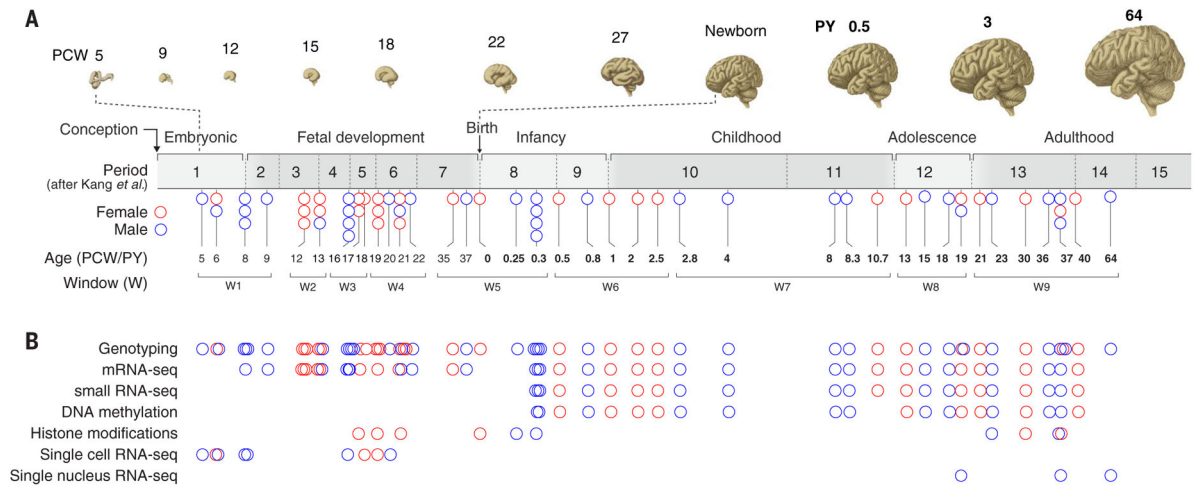 A
PCW 5 9 12 15 18 22 27 Newborn PY 0.5 3 64
Conception Embryonic Fetal development Birth Infancy Childhood Adolescence Adulthood
Period 1 2 3 4 5 6 7 8 9 10 11 12 13 14 15
(after Kang et al.)
Female
Male
Age (PCW/PY) 5 6 8 9 12 13 16 17 18 19 20 21 22 35 37 0 0.25 0.3 0.5 0.8 1 2 2.5 2.8 4 8 8.3 10.7 13 15 18 19 21 23 30 36 37 40 64
Window (W) W1 W2 W3 W4 W5 W6 W7 W8 W9
B
Genotyping
mRNA-seq
small RNA-seq
DNA methylation
Histone modifications
Single cell RNA-seq
Single nucleus RNA-seq